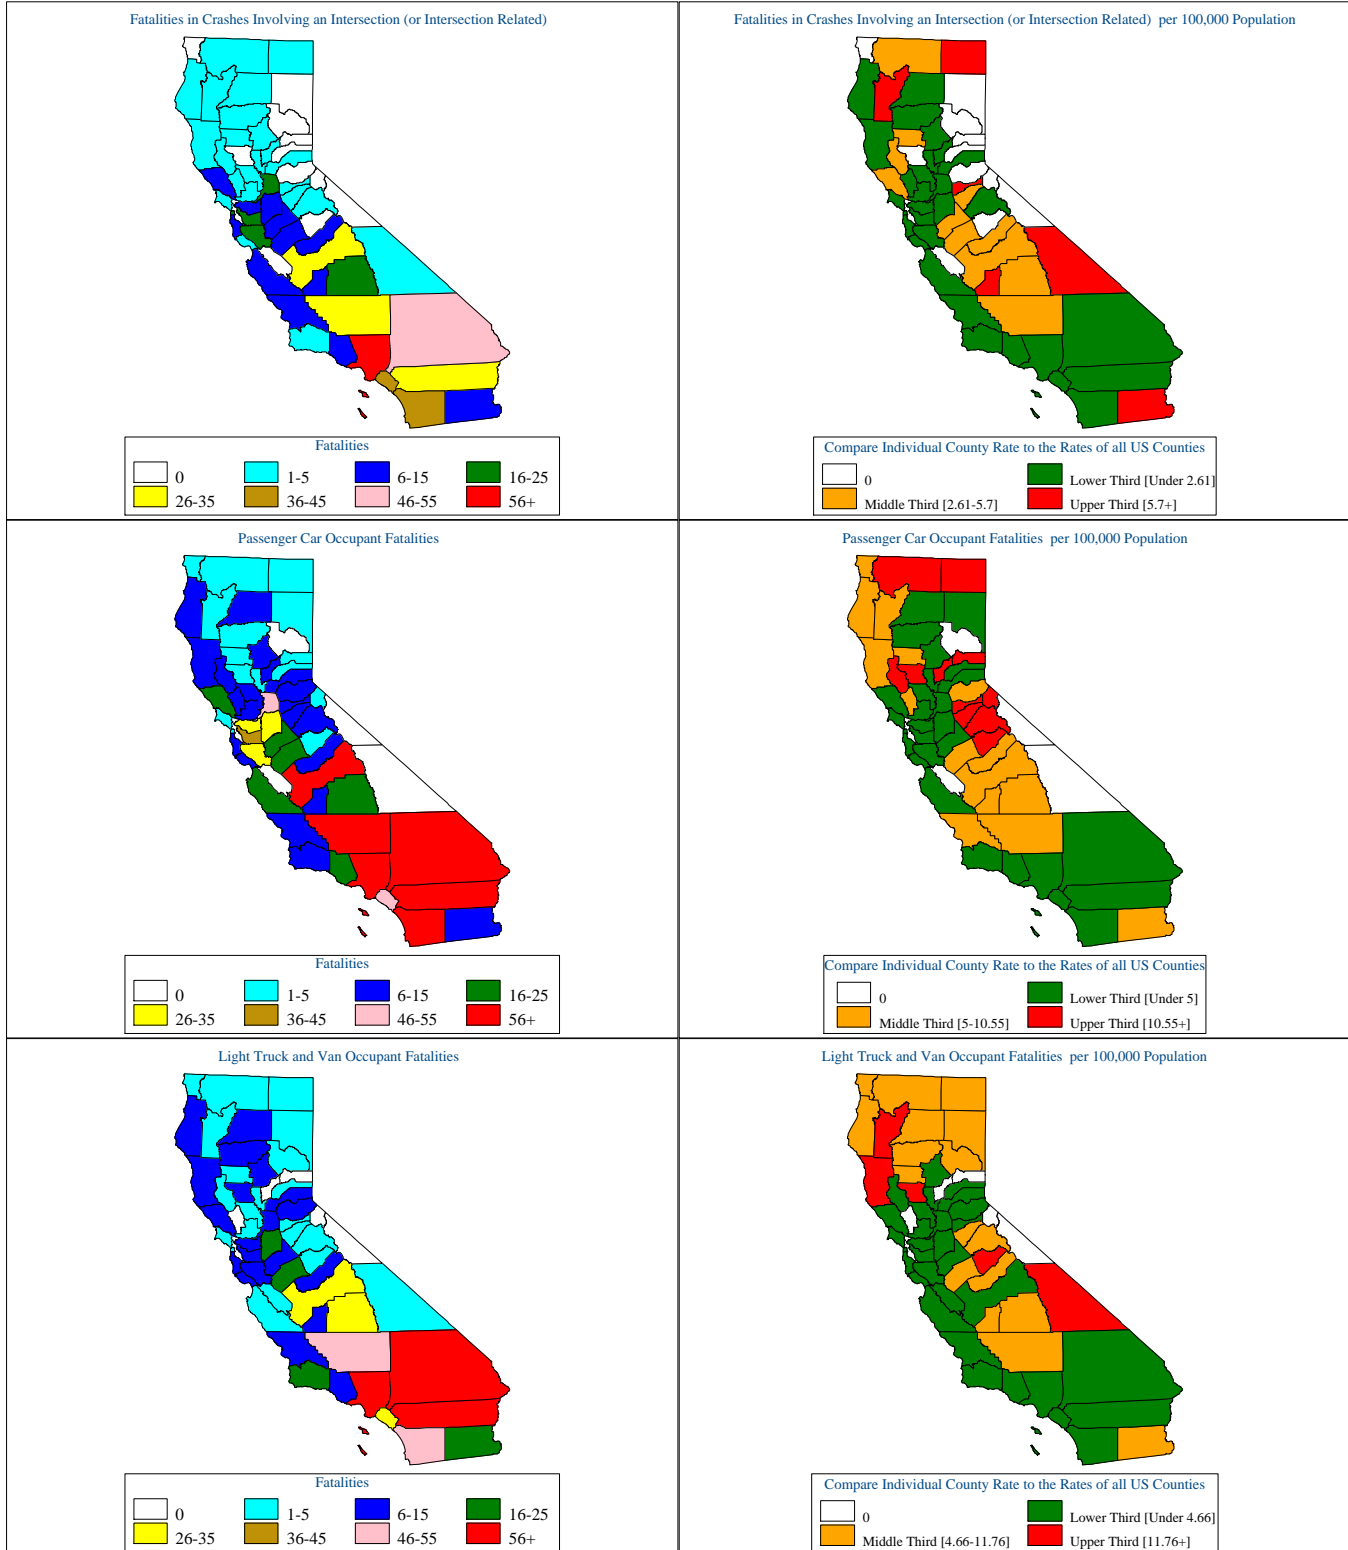 Fatalities in Crashes Involving an Intersection (or Intersection Related)
Fatalities
0
1-5
6-15
16-25
26-35
36-45
46-55
56+
Fatalities in Crashes Involving an Intersection (or Intersection Related) per 100,000 Population
Compare Individual County Rate to the Rates of all US Counties
0
Lower Third [Under 2.61]
Middle Third [2.61-5.7]
Upper Third [5.7+]
Passenger Car Occupant Fatalities
Fatalities
0
1-5
6-15
16-25
26-35
36-45
46-55
56+
Passenger Car Occupant Fatalities per 100,000 Population
Compare Individual County Rate to the Rates of all US Counties
0
Lower Third [Under 5]
Middle Third [5-10.55]
Upper Third [10.55+]
Light Truck and Van Occupant Fatalities
Fatalities
0
1-5
6-15
16-25
26-35
36-45
46-55
56+
Light Truck and Van Occupant Fatalities per 100,000 Population
Compare Individual County Rate to the Rates of all US Counties
0
Lower Third [Under 4.66]
Middle Third [4.66-11.76]
Upper Third [11.76+]